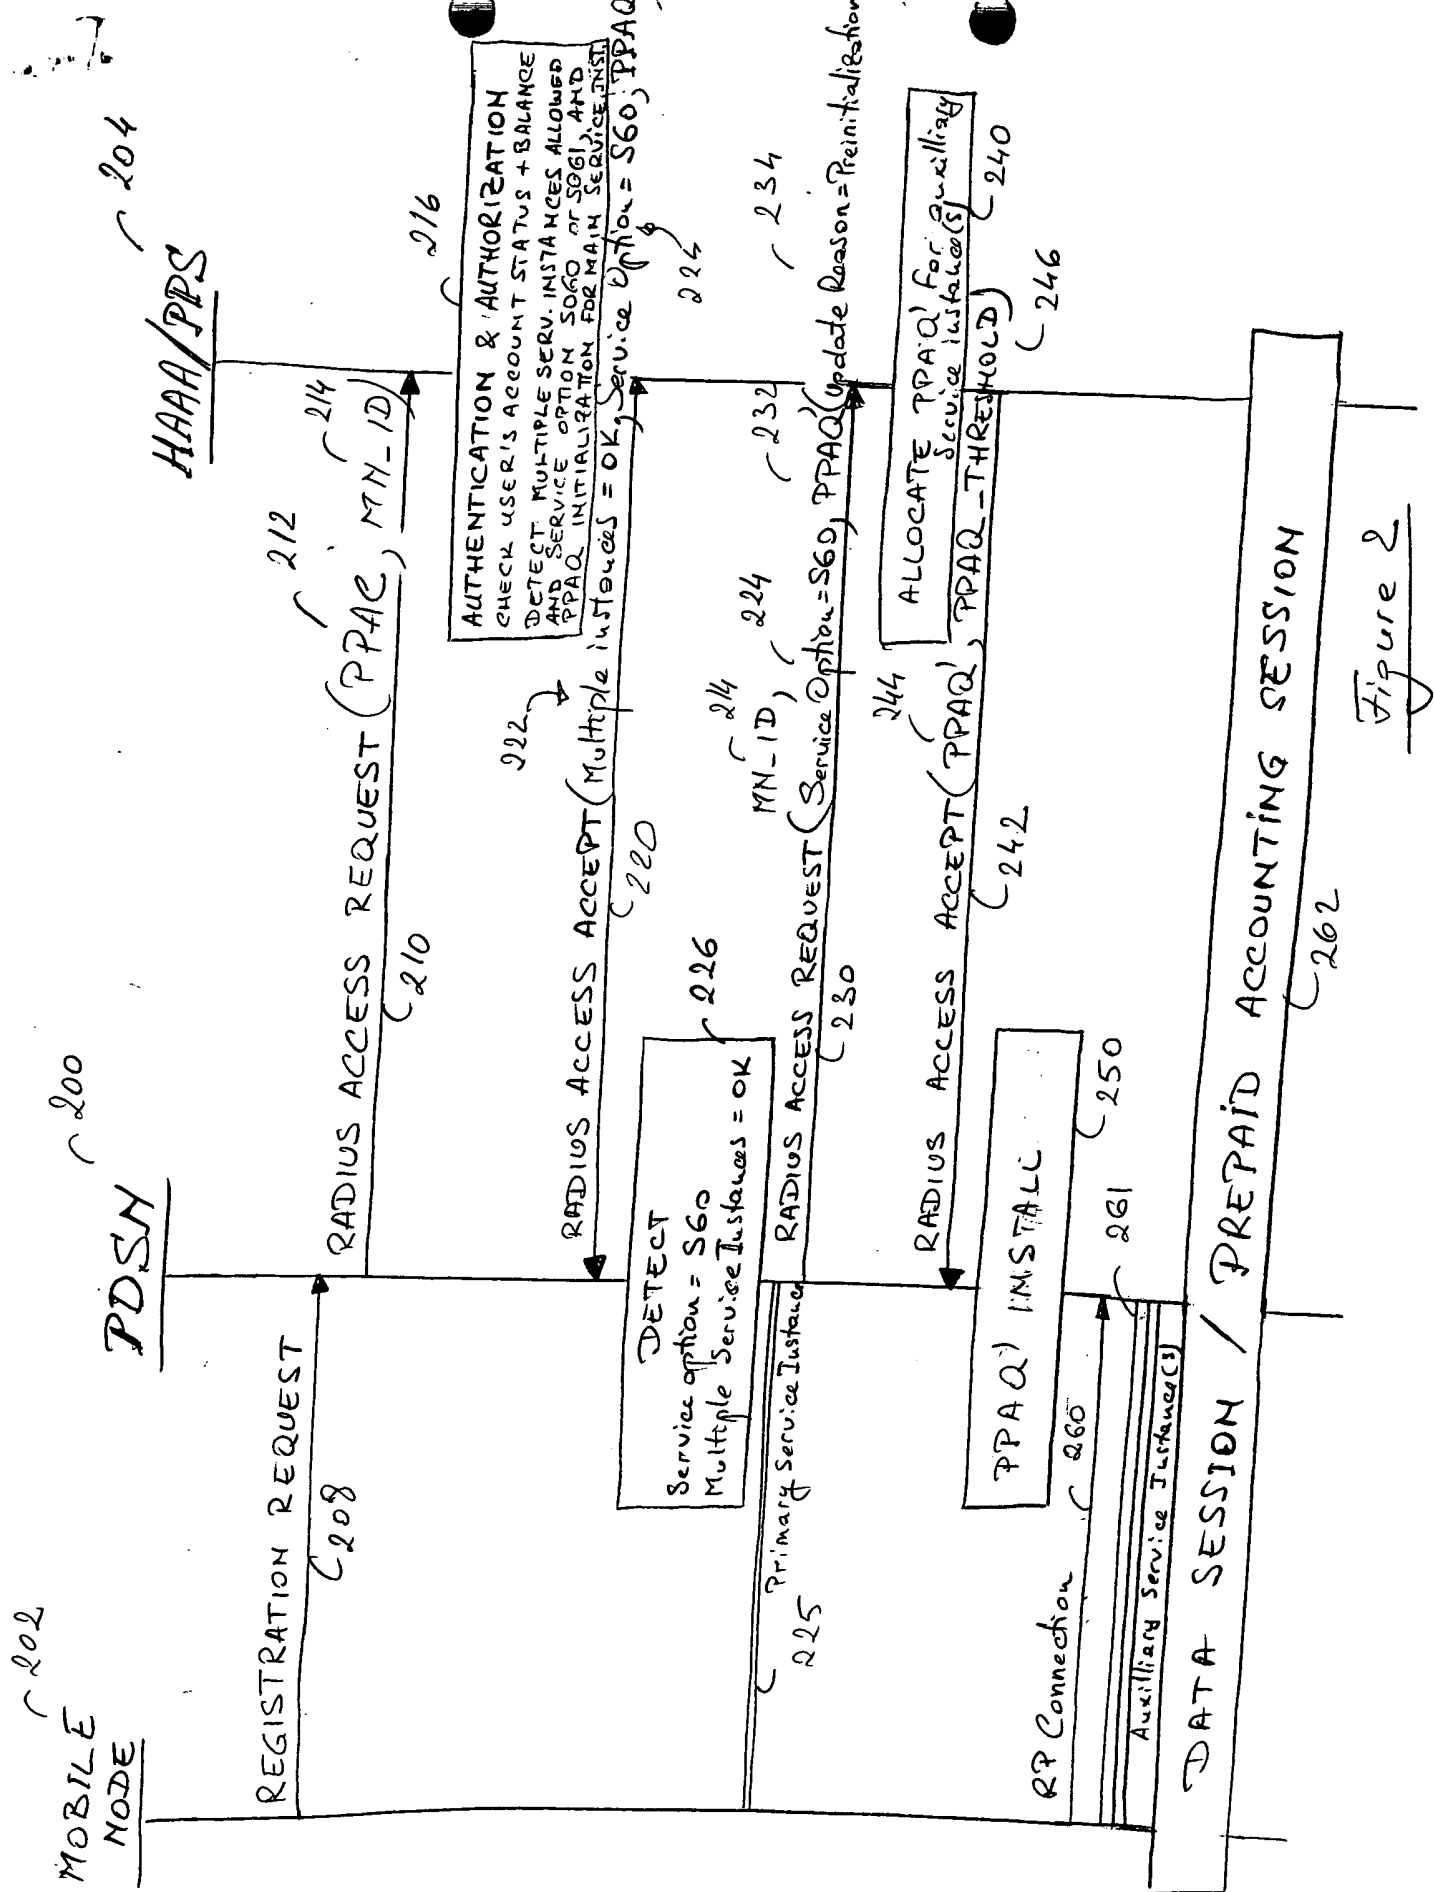 MOBILE
NODE
202
PDSN
200
HAAA/PPS
204
REGISTRATION REQUEST
208
RADIUS ACCESS REQUEST (PPAC, MN_ID)
210
212
214
216
AUTHENTICATION & AUTHORIZATION
CHECK USER'S ACCOUNT STATUS + BALANCE
DETECT MULTIPLE SERV. INSTANCES ALLOWED
AND SERVICE OPTION SO60 or SO61, AND
PPAQ INITIALIZATION FOR MAIN SERVICE INST.
RADIUS ACCESS ACCEPT (Multiple instances = OK, Service Option = S60, PPAQ
220
222
224
DETECT
Service option = S60
Multiple Service Instances = OK
226
Primary Service Instance
225
MN_ID,
214
224
232
234
RADIUS ACCESS REQUEST (Service Option=S60, PPAQ' (Update Reason=Preinitialization
230
ALLOCATE PPAQ' for auxilliary
Service instance(s)
240
RADIUS ACCESS ACCEPT (PPAQ', PPAQ_THRESHOLD)
242
244
246
PPAQ' INSTALL
250
RP Connection
260
261
Auxilliary Service Instance(s)
DATA SESSION / PREPAID ACCOUNTING SESSION
262
Figure 2